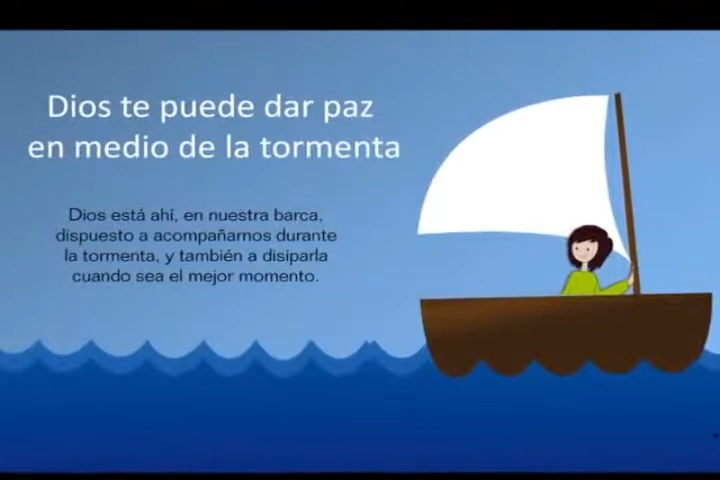 Dios te puede dar paz
en medio de la tormenta
Dios está ahí, en nuestra barca,
dispuesto a acompañarnos durante
la tormenta, y también a disiparla
cuando sea el mejor momento.